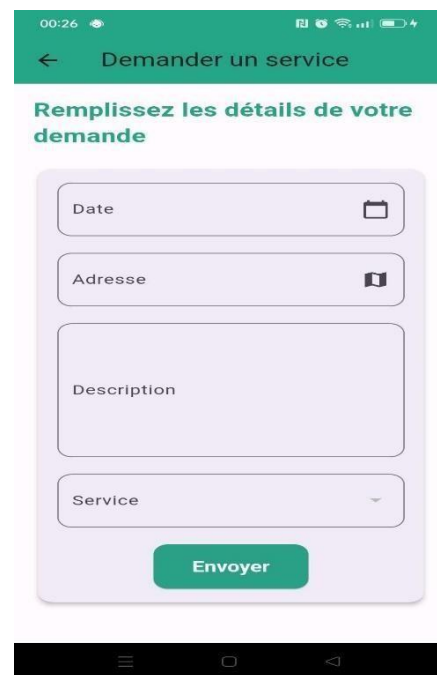 00:26
Demander un service
Remplissez les détails de votre
demande
Date
Adresse
Description
Service
Envoyer